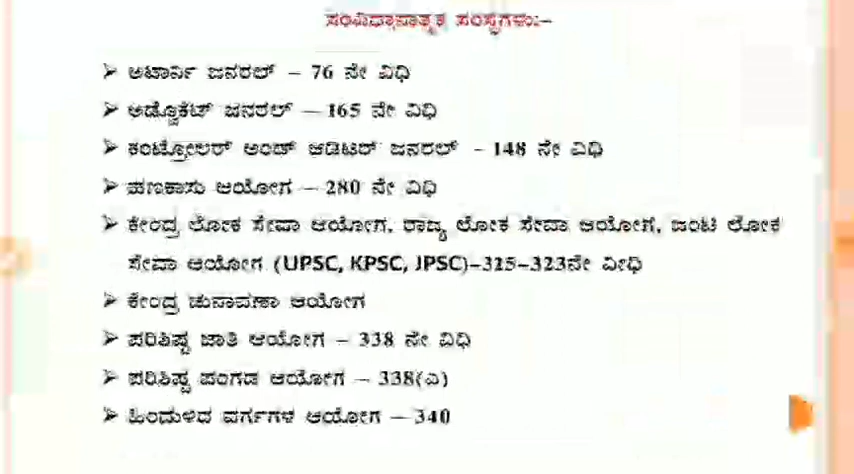 ಸಂವಿಧಾನಾತ್ಮಕ ಸಂಸ್ಥೆಗಳು:-
➢ ಅಟಾರ್ನಿ ಜನರಲ್ – 76 ನೇ ವಿಧಿ
➢ ಅಡ್ವೊಕೆಟ್ ಜನರಲ್ – 165 ನೇ ವಿಧಿ
➢ ಕಂಟ್ರೋಲರ್ ಅಂಡ್ ಆಡಿಟರ್ ಜನರಲ್ – 148 ನೇ ವಿಧಿ
➢ ಹಣಕಾಸು ಆಯೋಗ – 280 ನೇ ವಿಧಿ
➢ ಕೇಂದ್ರ ಲೋಕ ಸೇವಾ ಆಯೋಗ, ರಾಜ್ಯ ಲೋಕ ಸೇವಾ ಆಯೋಗ, ಜಂಟಿ ಲೋಕ
ಸೇವಾ ಆಯೋಗ (UPSC, KPSC, JPSC)–315–323ನೇ ವಿಧಿ
➢ ಕೇಂದ್ರ ಚುನಾವಣಾ ಆಯೋಗ
➢ ಪರಿಶಿಷ್ಟ ಜಾತಿ ಆಯೋಗ – 338 ನೇ ವಿಧಿ
➢ ಪರಿಶಿಷ್ಟ ಪಂಗಡ ಆಯೋಗ – 338(ಎ)
➢ ಹಿಂದುಳಿದ ವರ್ಗಗಳ ಆಯೋಗ – 340